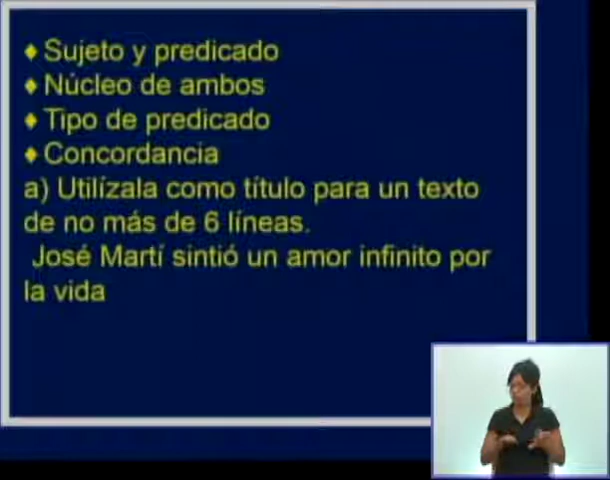 ♦ Sujeto y predicado
♦ Núcleo de ambos
♦ Tipo de predicado
♦ Concordancia
a) Utilízala como título para un texto
de no más de 6 líneas.
José Martí sintió un amor infinito por
la vida